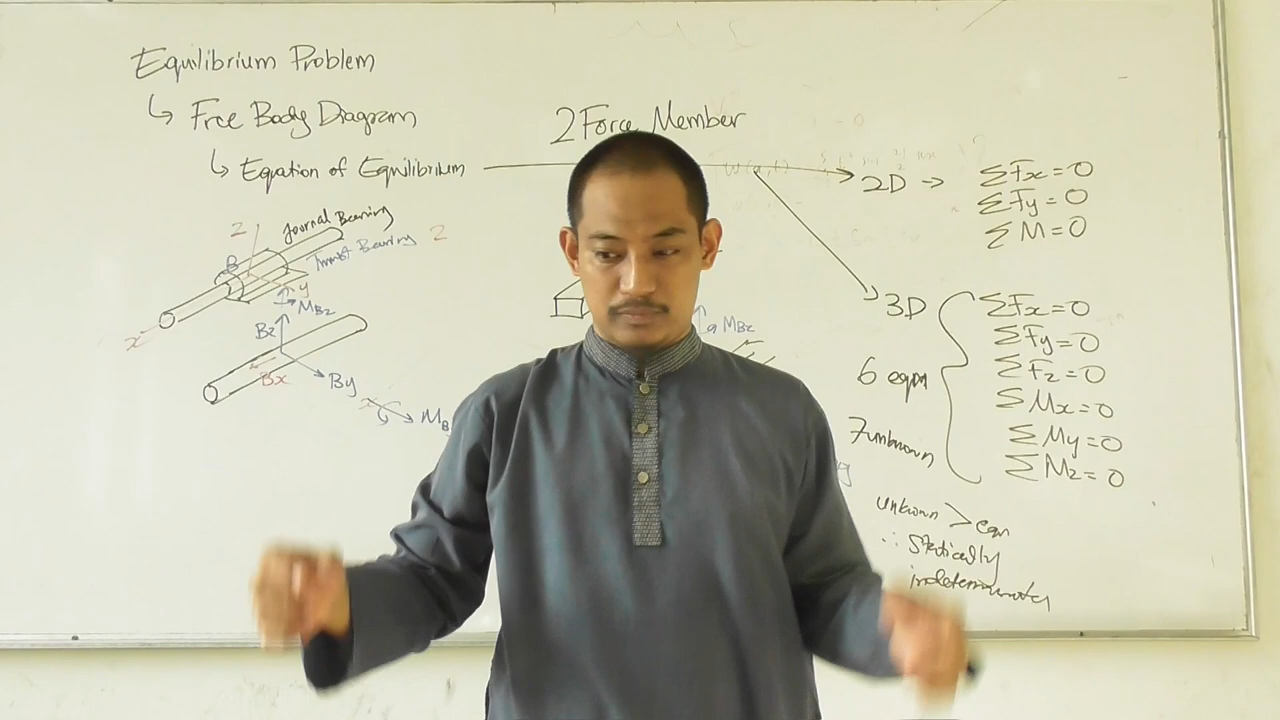 Equilibrium Problem
↳ Free Body Diagram
↳ Equation of Equilibrium
2 Force Member
2D →
ΣFx=0
ΣFy=0
ΣM=0
3D
ΣFx=0
ΣFy=0
ΣFz=0
ΣMx=0
ΣMy=0
ΣMz=0
6 eqn
7 unknown
unknown > eqn
∴ statically
indeterminate
Journal Bearing
Thrust Bearing
z
z
B
y
x
MBz
Bz
Bx
By
MB
MBz